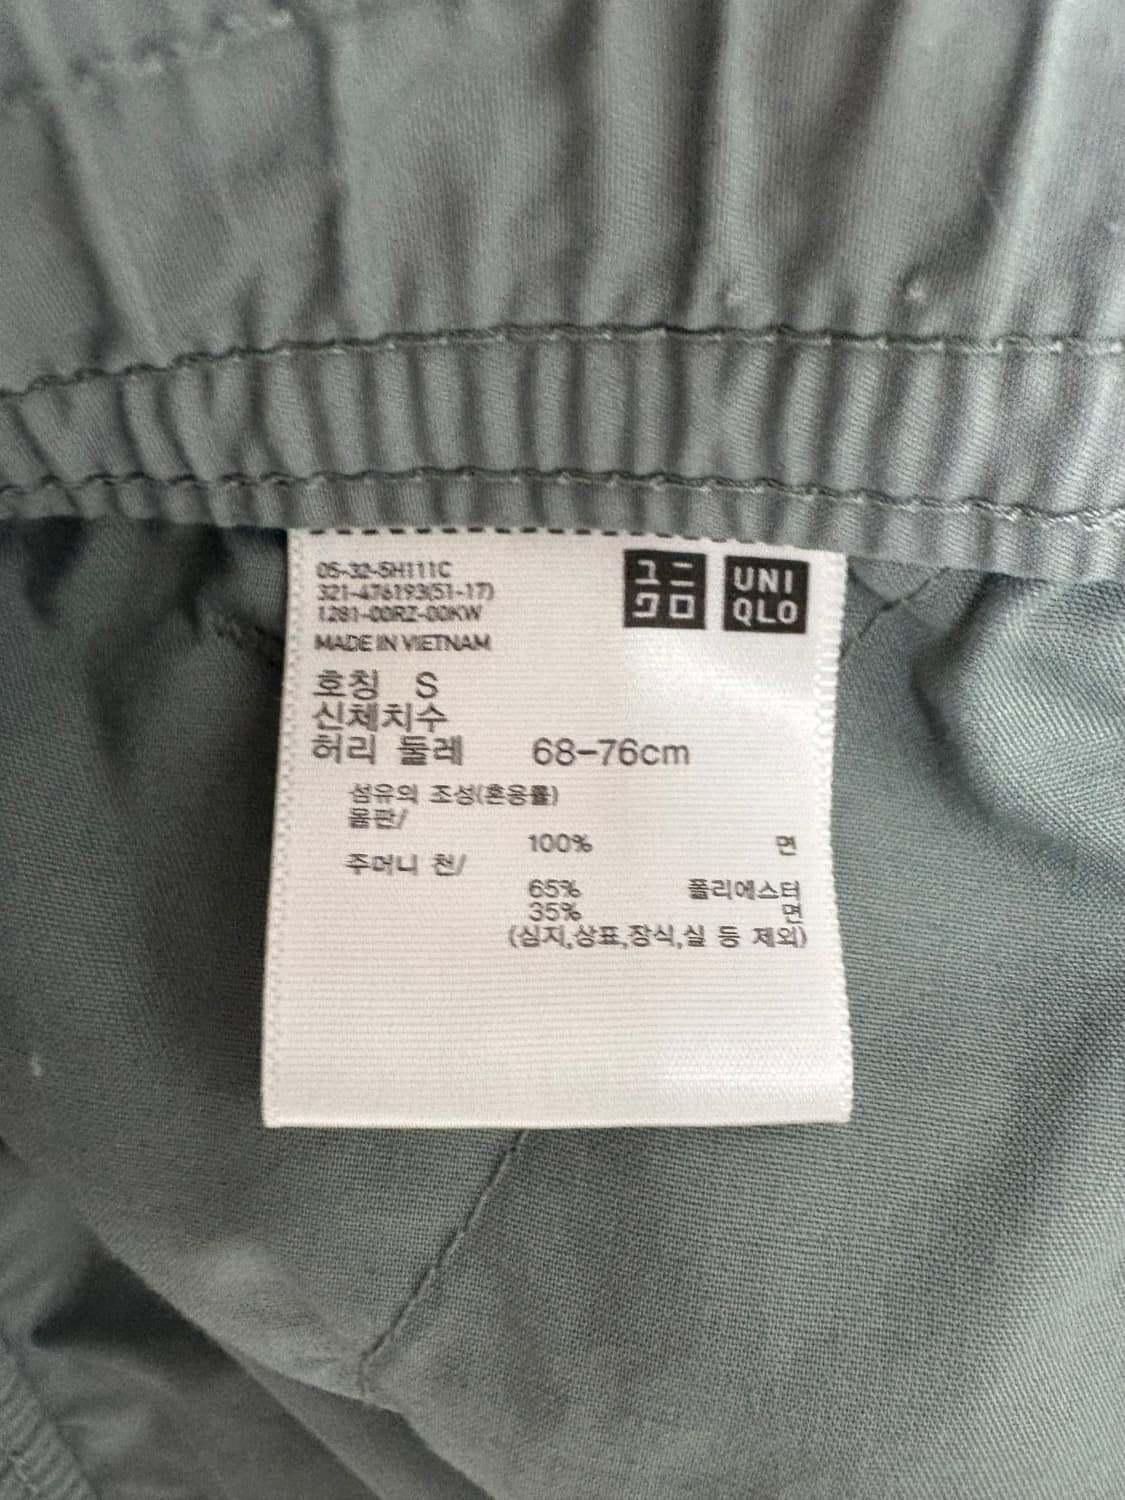 05-32-5H111C
321-476193(51-17)
1281-00RZ-00KW
MADE IN VIETNAM
ユニ
クロ
UNI
QLO
호칭 S
신체치수
허리 둘레 68-76cm
섬유의 조성(혼용률)
몸판/
100% 면
주머니 천/
65% 폴리에스터
35% 면
(심지,상표,장식,실 등 제외)